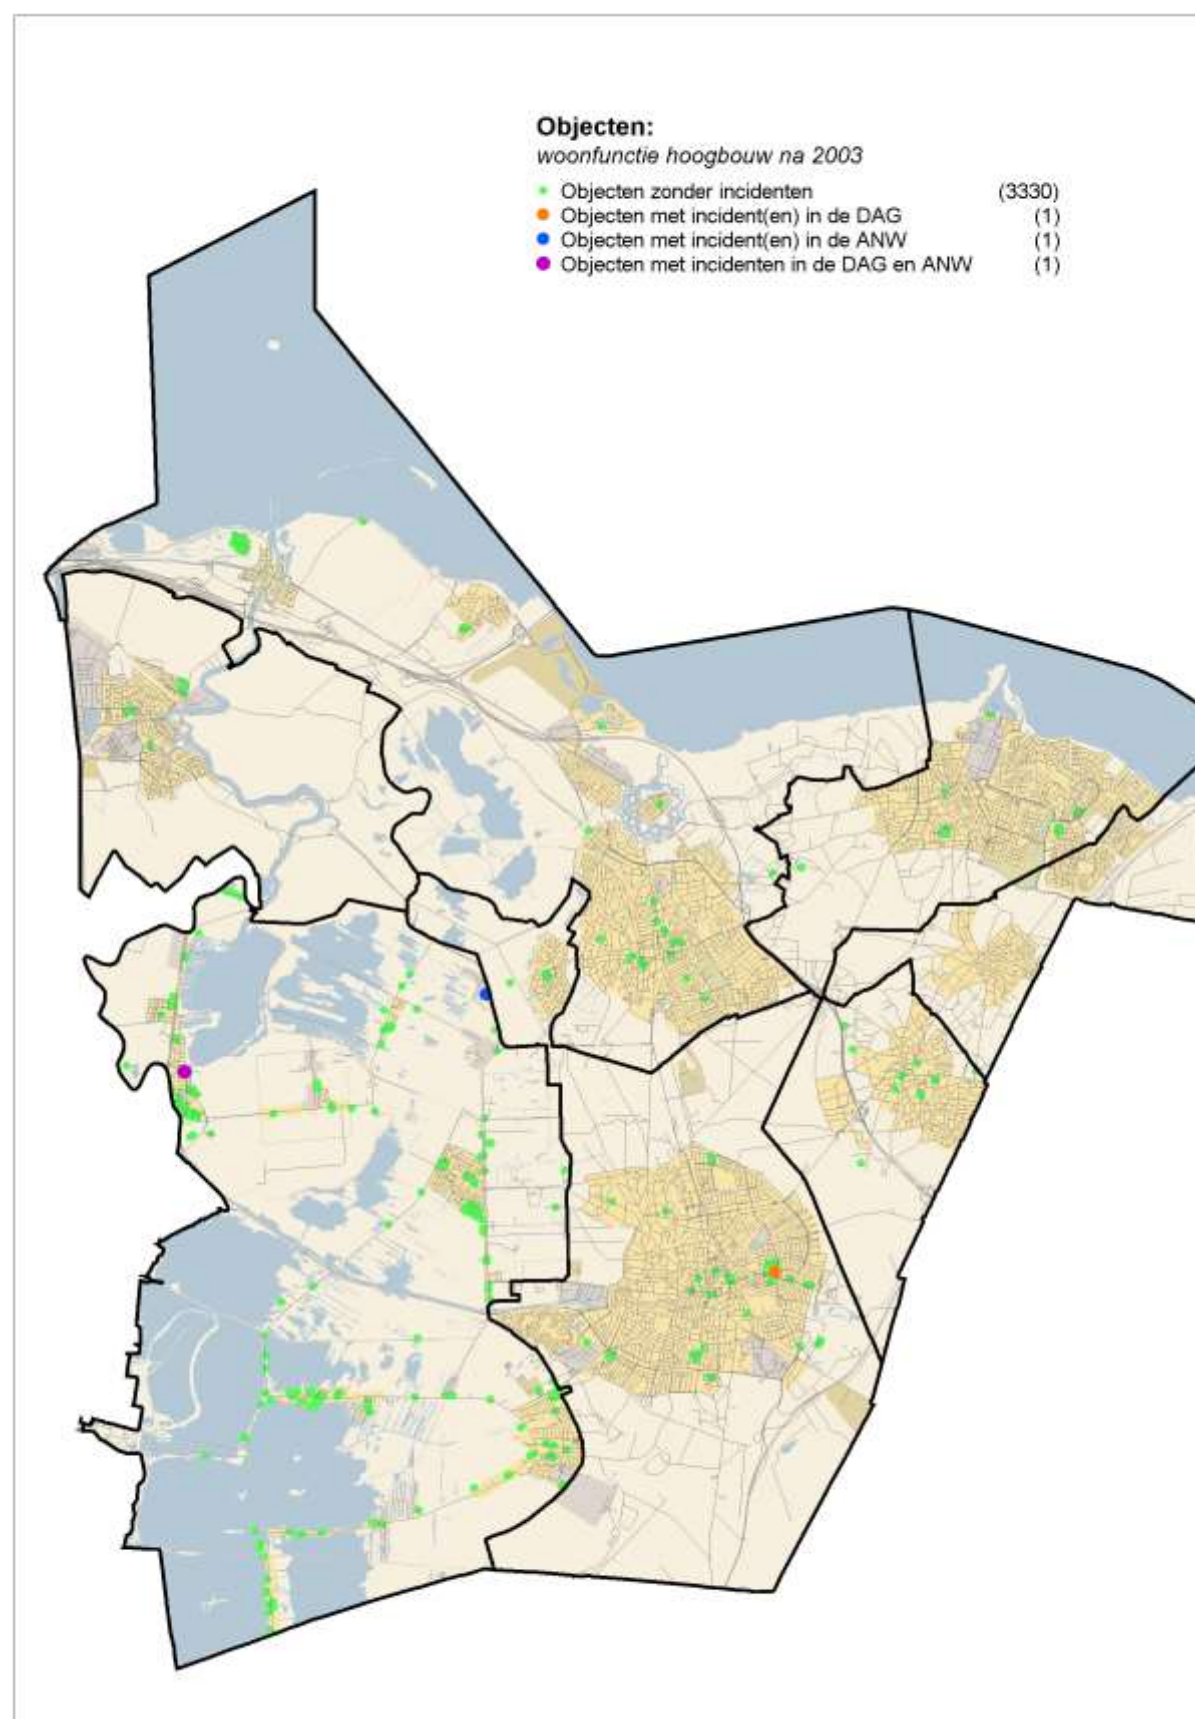 Objecten:
woonfunctie hoogbouw na 2003
Objecten zonder incidenten (3330)
Objecten met incident(en) in de DAG (1)
Objecten met incident(en) in de ANW (1)
Objecten met incidenten in de DAG en ANW (1)